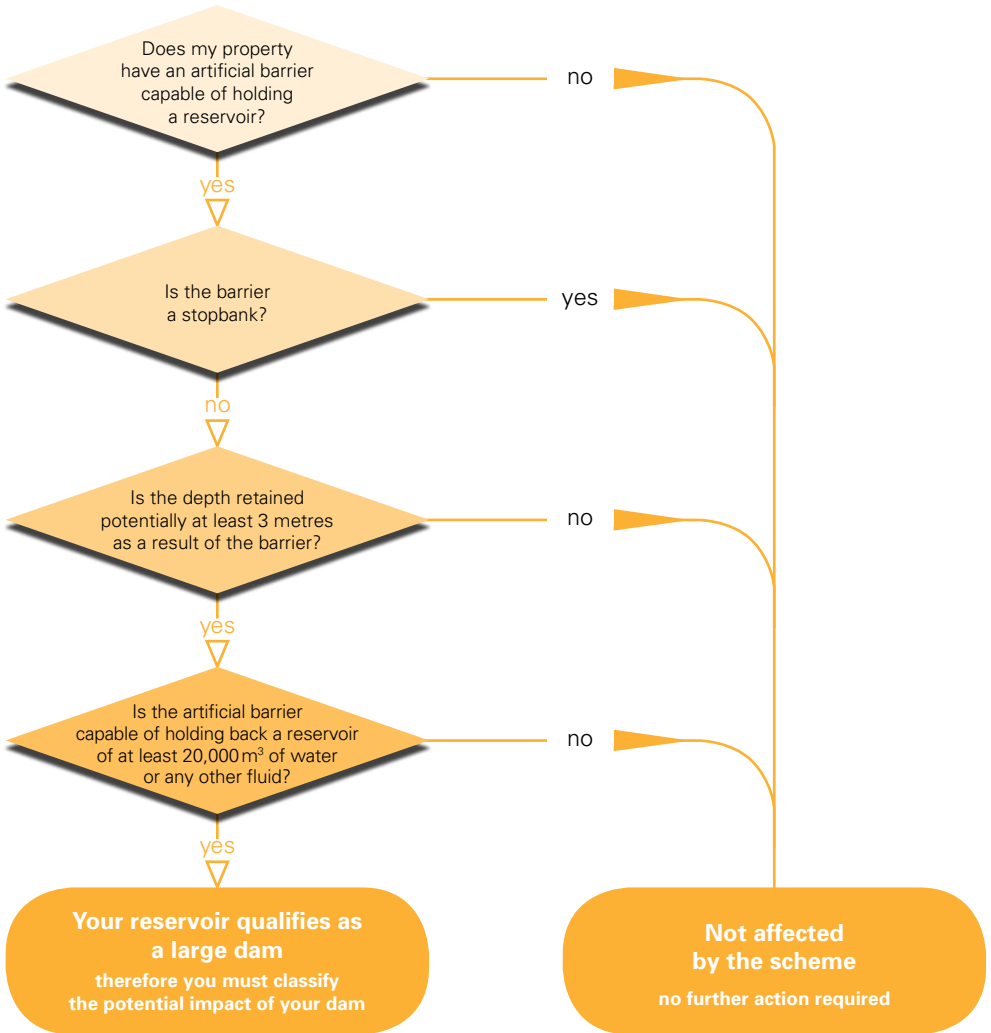 Does my property
have an artificial barrier
capable of holding
a reservoir?
no
yes
Is the barrier
a stopbank?
yes
no
Is the depth retained
potentially at least 3 metres
as a result of the barrier?
no
yes
Is the artificial barrier
capable of holding back a reservoir
of at least 20,000 m³ of water
or any other fluid?
no
yes
Your reservoir qualifies as
a large dam
therefore you must classify
the potential impact of your dam
Not affected
by the scheme
no further action required